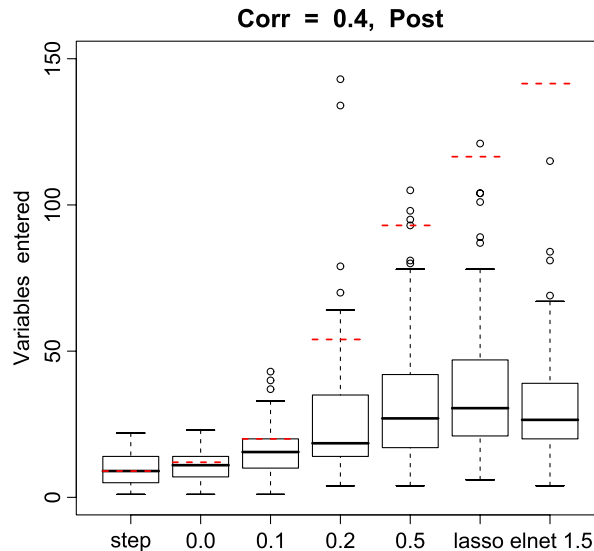 Corr = 0.4, Post
Variables entered
150
100
50
0
step 0.0 0.1 0.2 0.5 lasso elnet 1.5